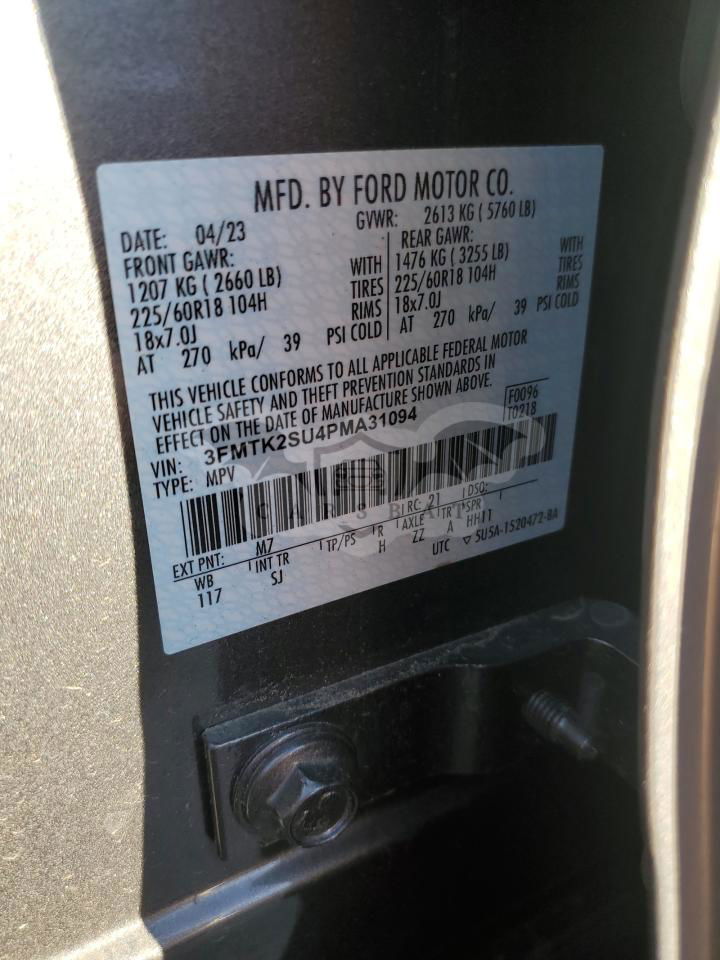 MFD. BY FORD MOTOR CO.
DATE: 04/23
GVWR: 2613 KG ( 5760 LB)
FRONT GAWR:
1207 KG ( 2660 LB) WITH
225/60R18 104H TIRES
18x7.0J RIMS
AT 270 kPa/ 39 PSI COLD
REAR GAWR:
1476 KG ( 3255 LB) WITH
225/60R18 104H TIRES
18x7.0J RIMS
AT 270 kPa/ 39 PSI COLD
THIS VEHICLE CONFORMS TO ALL APPLICABLE FEDERAL MOTOR
VEHICLE SAFETY AND THEFT PREVENTION STANDARDS IN
EFFECT ON THE DATE OF MANUFACTURE SHOWN ABOVE.
F0096
T0218
VIN: 3FMTK2SU4PMA31094
TYPE: MPV
EXT PNT: M7 RC: 21 DSO:
WB INT TR TP/PS R AXLE TR SPR
117 SJ H ZZ A HH11
UTC 5U5A-1520472-BA